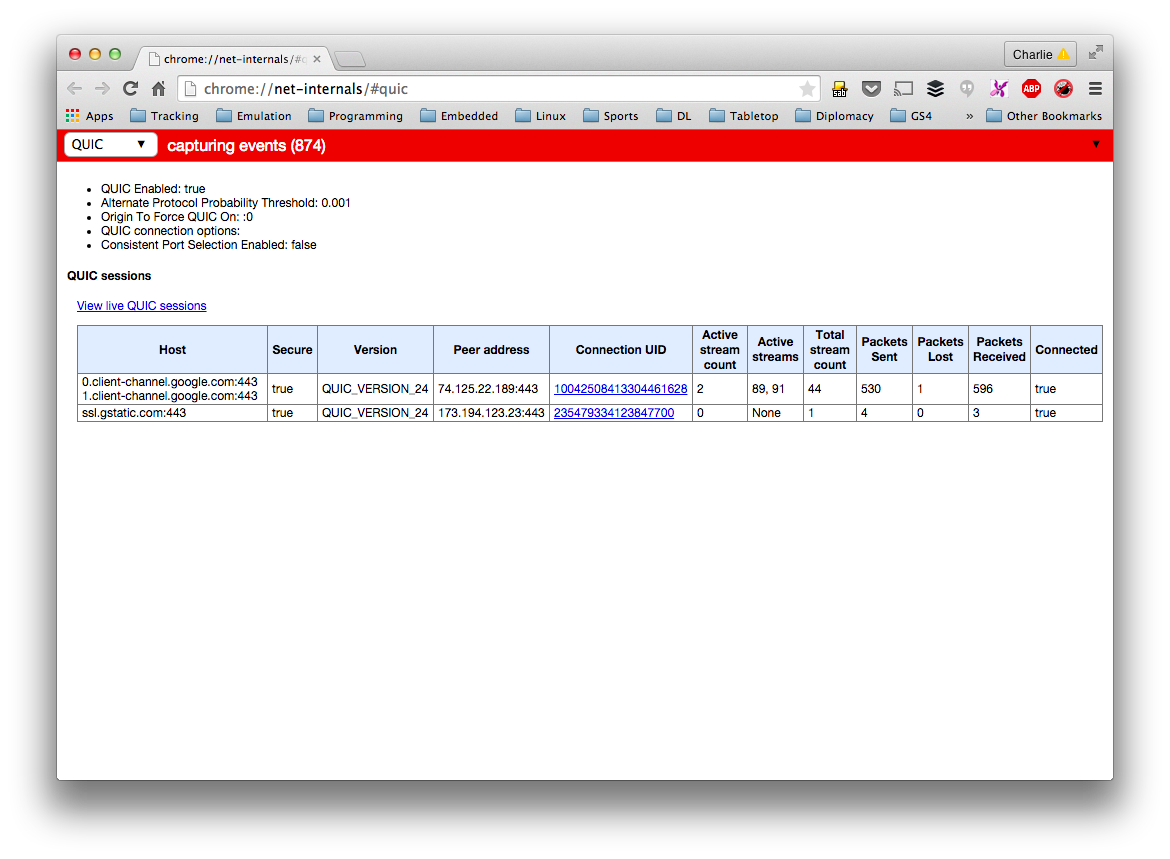 chrome://net-internals/#c
Charlie
chrome://net-internals/#quic
ABP
Apps Tracking Emulation Programming Embedded Linux Sports DL Tabletop Diplomacy GS4 » Other Bookmarks
QUIC ▼ capturing events (874) ▼
• QUIC Enabled: true
• Alternate Protocol Probability Threshold: 0.001
• Origin To Force QUIC On: :0
• QUIC connection options:
• Consistent Port Selection Enabled: false
QUIC sessions
View live QUIC sessions
Host Secure Version Peer address Connection UID Active stream count Active streams Total stream count Packets Sent Packets Lost Packets Received Connected
0.client-channel.google.com:443
1.client-channel.google.com:443 true QUIC_VERSION_24 74.125.22.189:443 10042508413304461628 2 89, 91 44 530 1 596 true
ssl.gstatic.com:443 true QUIC_VERSION_24 173.194.123.23:443 235479334123847700 0 None 1 4 0 3 true